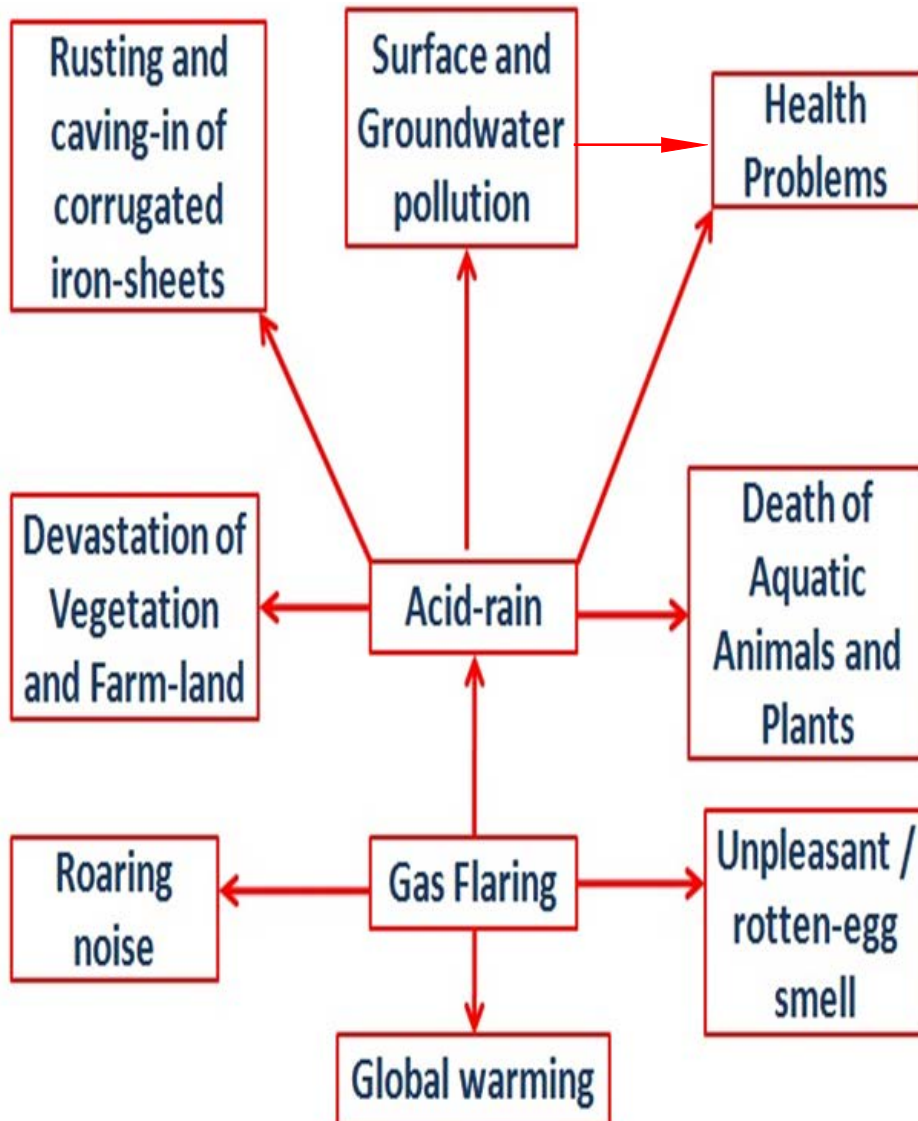 Rusting and
caving-in of
corrugated
iron-sheets
Surface and
Groundwater
pollution
Health
Problems
Devastation of
Vegetation
and Farm-land
Acid-rain
Death of
Aquatic
Animals and
Plants
Roaring
noise
Gas Flaring
Unpleasant /
rotten-egg
smell
Global warming